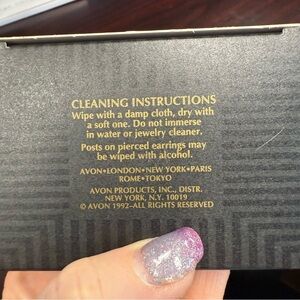 CLEANING INSTRUCTIONS
Wipe with a damp cloth, dry with
a soft one. Do not immerse
in water or jewelry cleaner.
Posts on pierced earrings may
be wiped with alcohol.
AVON•LONDON•NEW YORK•PARIS
ROME•TOKYO
AVON PRODUCTS, INC., DISTR.
NEW YORK, N.Y. 10019
© AVON 1992-ALL RIGHTS RESERVED